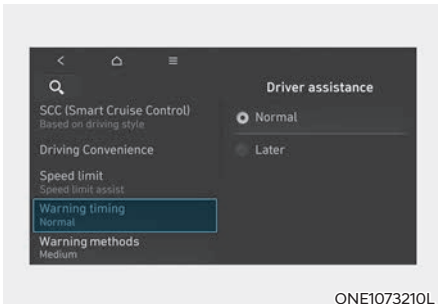 SCC (Smart Cruise Control)
Based on driving style
Driving Convenience
Speed limit
Speed limit assist
Warning timing
Normal
Warning methods
Medium
Driver assistance
Normal
Later
ONE1073210L